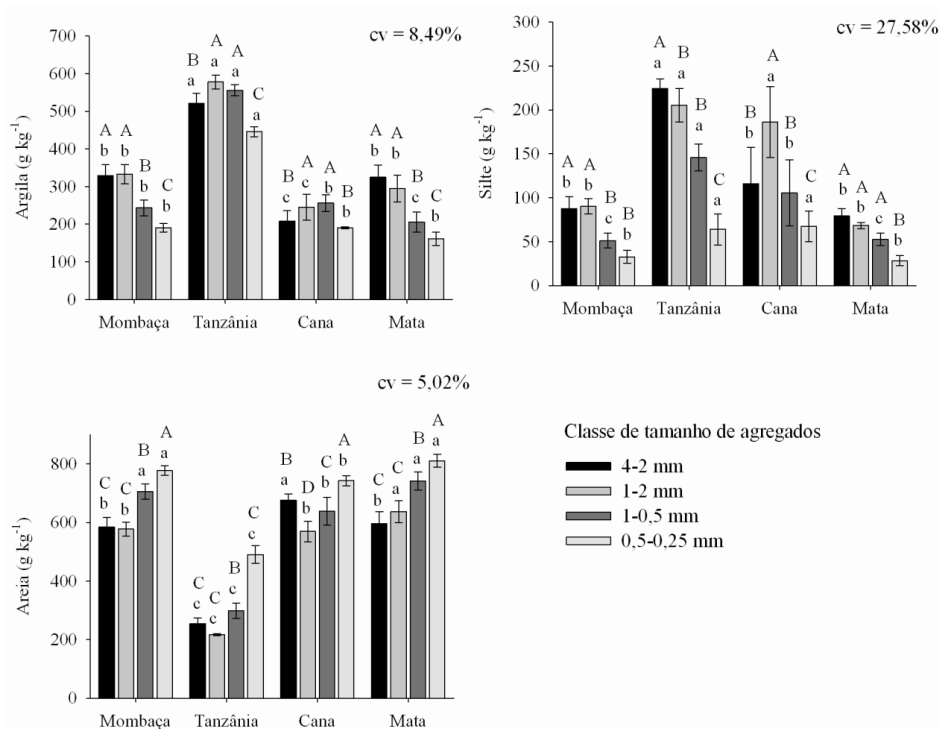 cv = 8,49%
Argila (g kg-1)
700
600
500
400
300
200
100
0
A A B C
b b b b
B A A C
a a a a
B A A B
c c b b
A A B C
b b b b
Mombaça Tanzânia Cana Mata
cv = 27,58%
Silte (g kg-1)
300
250
200
150
100
50
0
A A B B
b b c b
A B B C
a a a a
B A B C
b a b a
A A A B
b b c b
Mombaça Tanzânia Cana Mata
cv = 5,02%
Areia (g kg-1)
800
600
400
200
0
C C B A
b b a a
C C B C
c c c c
B D C A
a b b b
C C B A
b a a a
Mombaça Tanzânia Cana Mata
Classe de tamanho de agregados
4-2 mm
1-2 mm
1-0,5 mm
0,5-0,25 mm